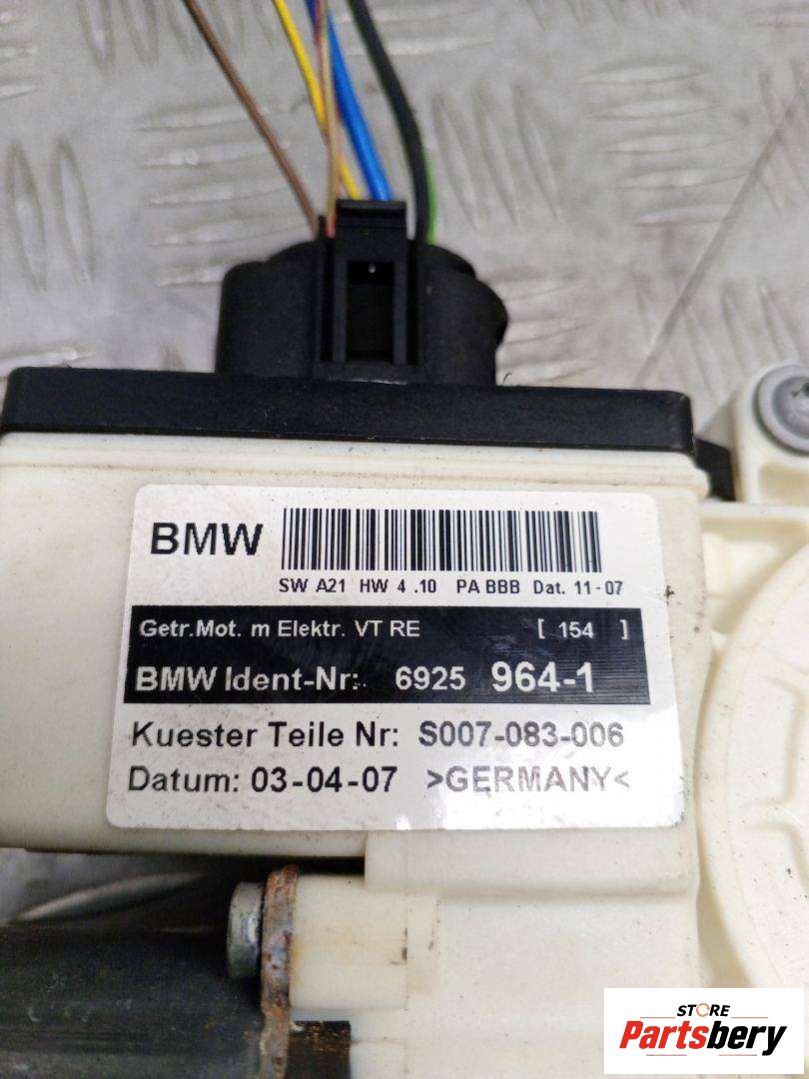 BMW
SW A21 HW 4 .10 PA BBB Dat. 11-07
Getr.Mot. m Elektr. VT RE [ 154 ]
BMW Ident-Nr: 6925 964-1
Kuester Teile Nr: S007-083-006
Datum: 03-04-07 >GERMANY<
STORE
Partsbery